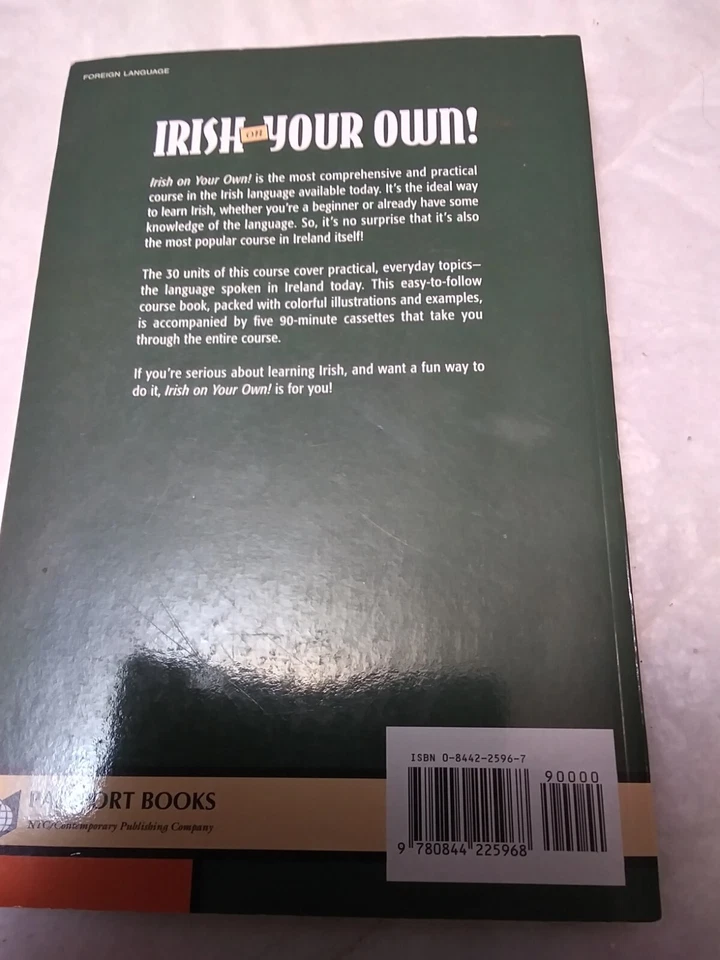 FOREIGN LANGUAGE
IRISH on YOUR OWN!
Irish on Your Own! is the most comprehensive and practical
course in the Irish language available today. It's the ideal way
to learn Irish, whether you're a beginner or already have some
knowledge of the language. So, it's no surprise that it's also
the most popular course in Ireland itself!
The 30 units of this course cover practical, everyday topics—
the language spoken in Ireland today. This easy-to-follow
course book, packed with colorful illustrations and examples,
is accompanied by five 90-minute cassettes that take you
through the entire course.
If you're serious about learning Irish, and want a fun way to
do it, Irish on Your Own! is for you!
PASSPORT BOOKS
NTC/Contemporary Publishing Company
ISBN 0-8442-2596-7
90000
9 780844 225968